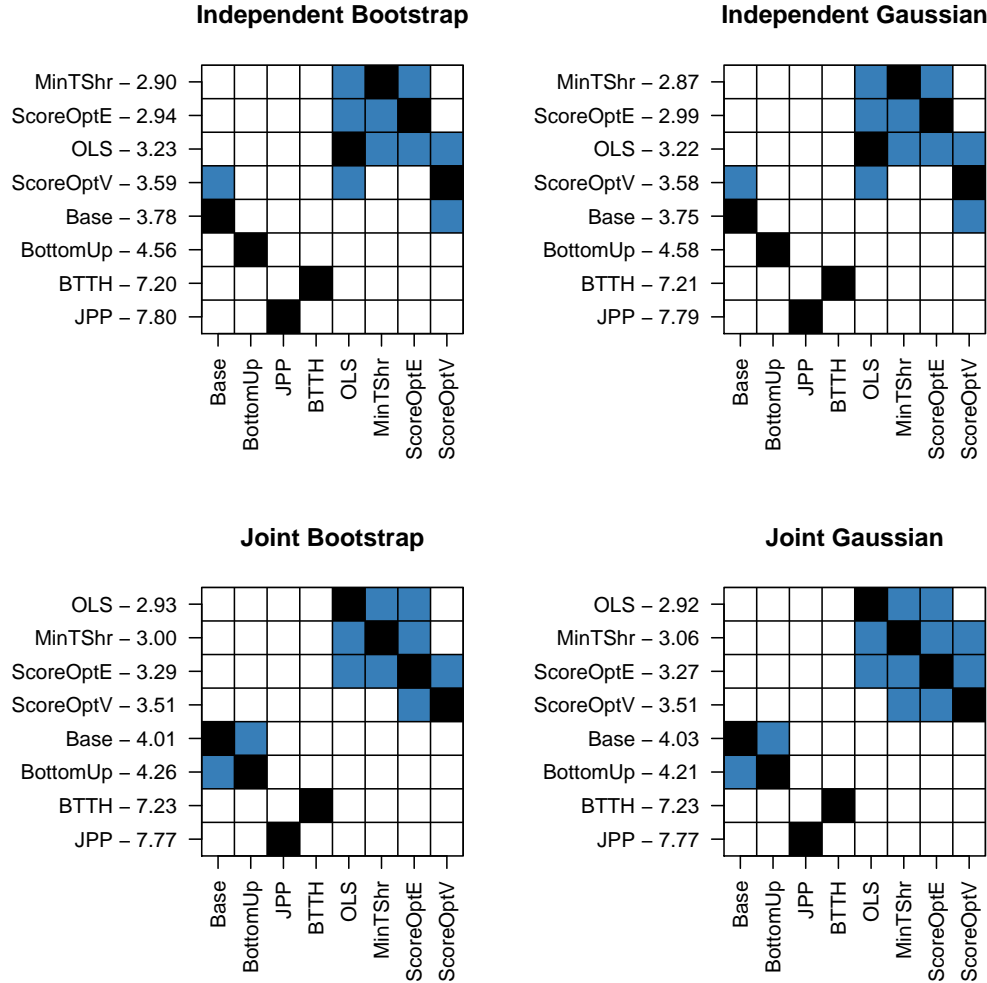 Independent Bootstrap
MinTShr − 2.90
ScoreOptE − 2.94
OLS − 3.23
ScoreOptV − 3.59
Base − 3.78
BottomUp − 4.56
BTTH − 7.20
JPP − 7.80
Base
BottomUp
JPP
BTTH
OLS
MinTShr
ScoreOptE
ScoreOptV
Independent Gaussian
MinTShr − 2.87
ScoreOptE − 2.99
OLS − 3.22
ScoreOptV − 3.58
Base − 3.75
BottomUp − 4.58
BTTH − 7.21
JPP − 7.79
Base
BottomUp
JPP
BTTH
OLS
MinTShr
ScoreOptE
ScoreOptV
Joint Bootstrap
OLS − 2.93
MinTShr − 3.00
ScoreOptE − 3.29
ScoreOptV − 3.51
Base − 4.01
BottomUp − 4.26
BTTH − 7.23
JPP − 7.77
Base
BottomUp
JPP
BTTH
OLS
MinTShr
ScoreOptE
ScoreOptV
Joint Gaussian
OLS − 2.92
MinTShr − 3.06
ScoreOptE − 3.27
ScoreOptV − 3.51
Base − 4.03
BottomUp − 4.21
BTTH − 7.23
JPP − 7.77
Base
BottomUp
JPP
BTTH
OLS
MinTShr
ScoreOptE
ScoreOptV